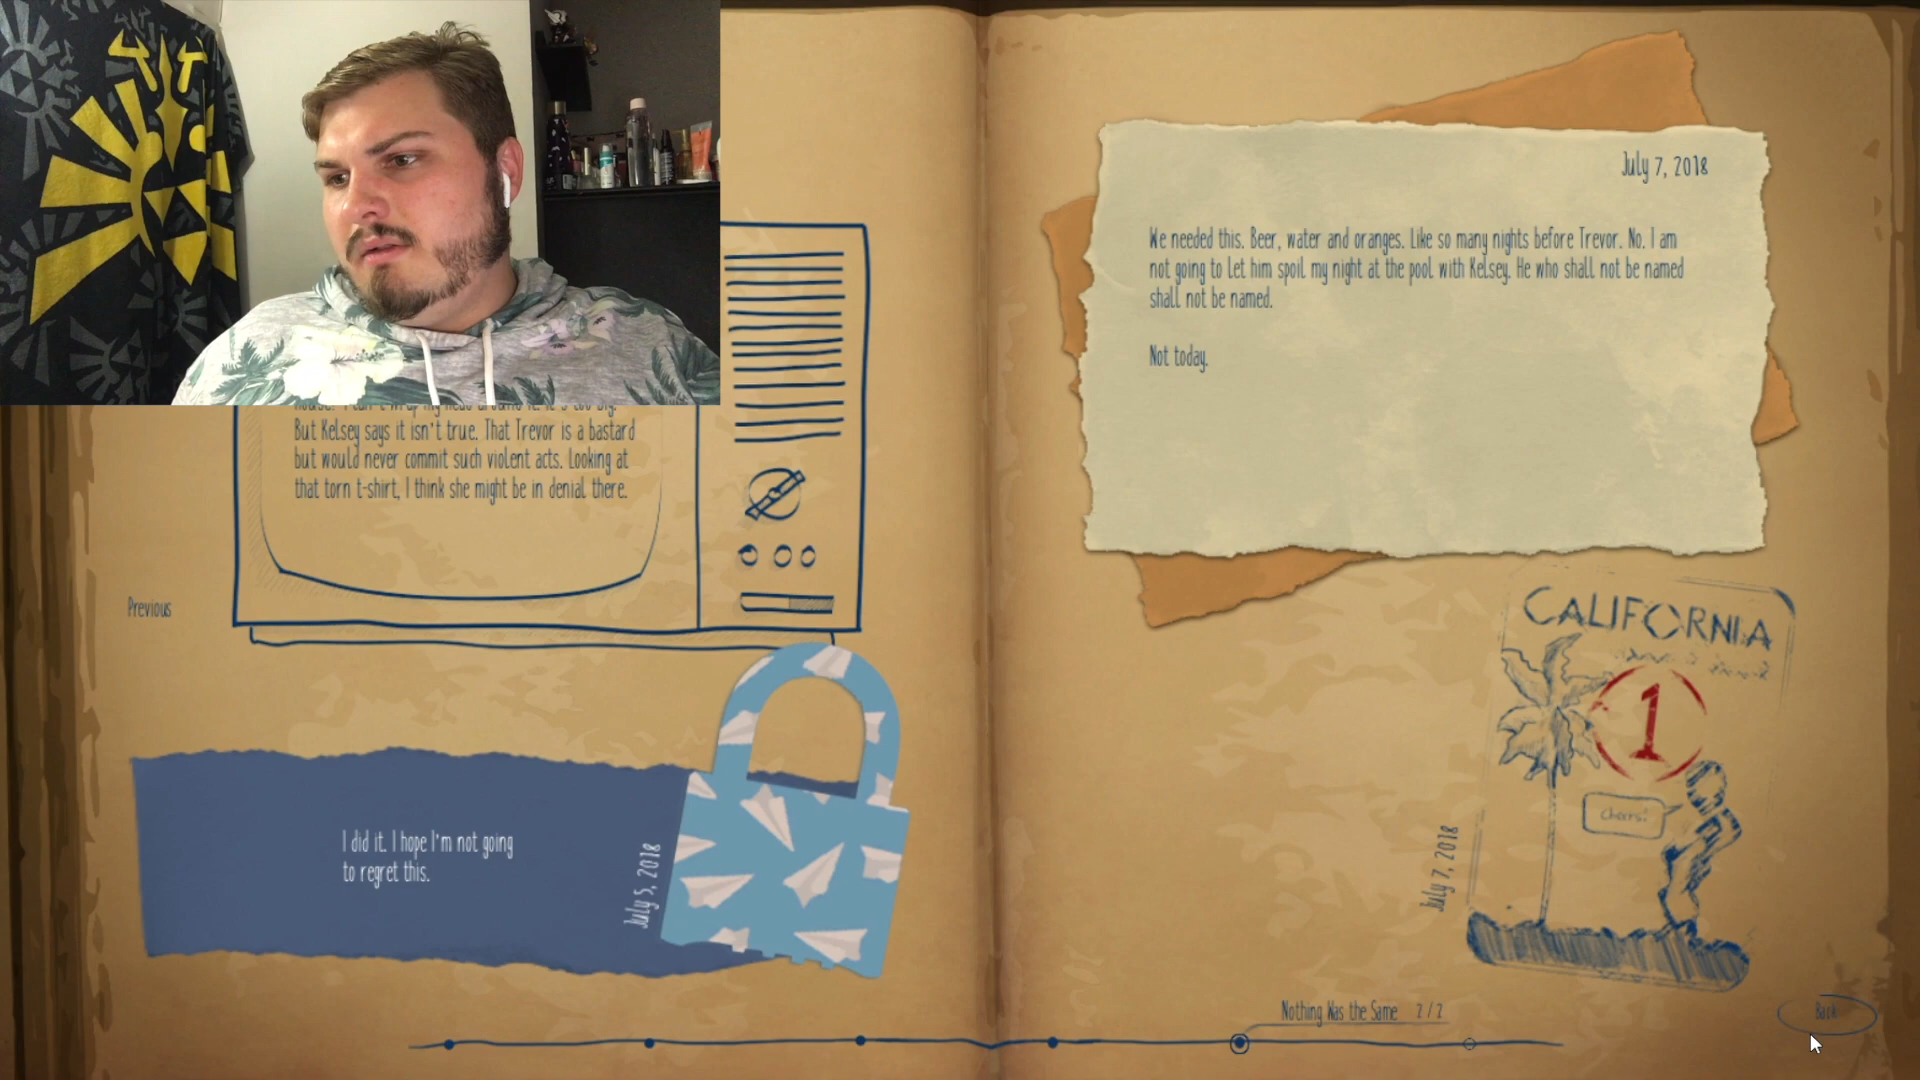 But Kelsey says it isn't true. That Trevor is a bastard
but would never commit such violent acts. Looking at
that torn t-shirt, I think she might be in denial there.
Previous
I did it. I hope I'm not going
to regret this.
July 5, 2018
July 7, 2018
We needed this. Beer, water and oranges. Like so many nights before Trevor. No. I am
not going to let him spoil my night at the pool with Kelsey. He who shall not be named
shall not be named.
Not today.
CALIFORNIA
1
cheers!
July 7, 2018
Nothing Was the Same 2/2
Back